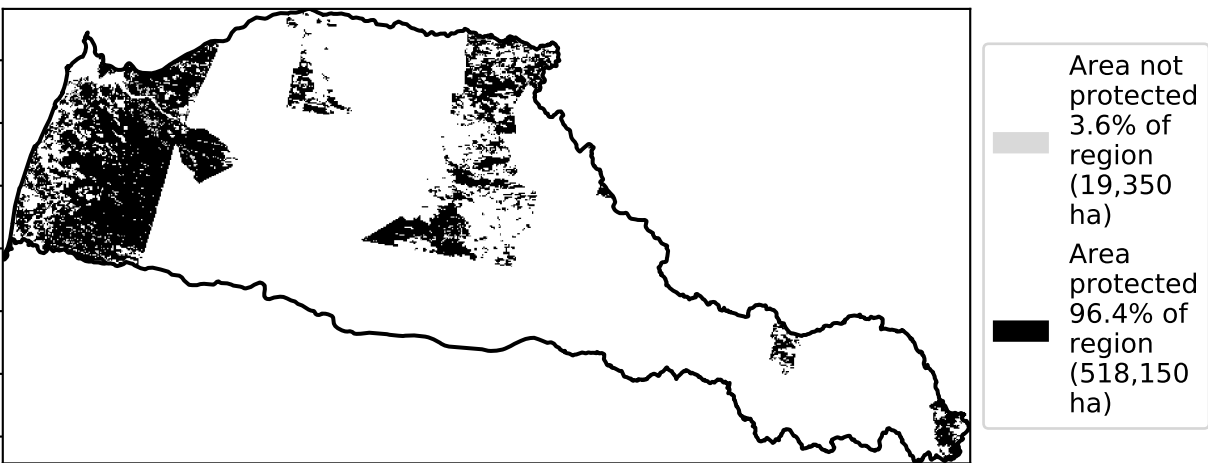 Area not
protected
3.6% of
region
(19,350
ha)
Area
protected
96.4% of
region
(518,150
ha)